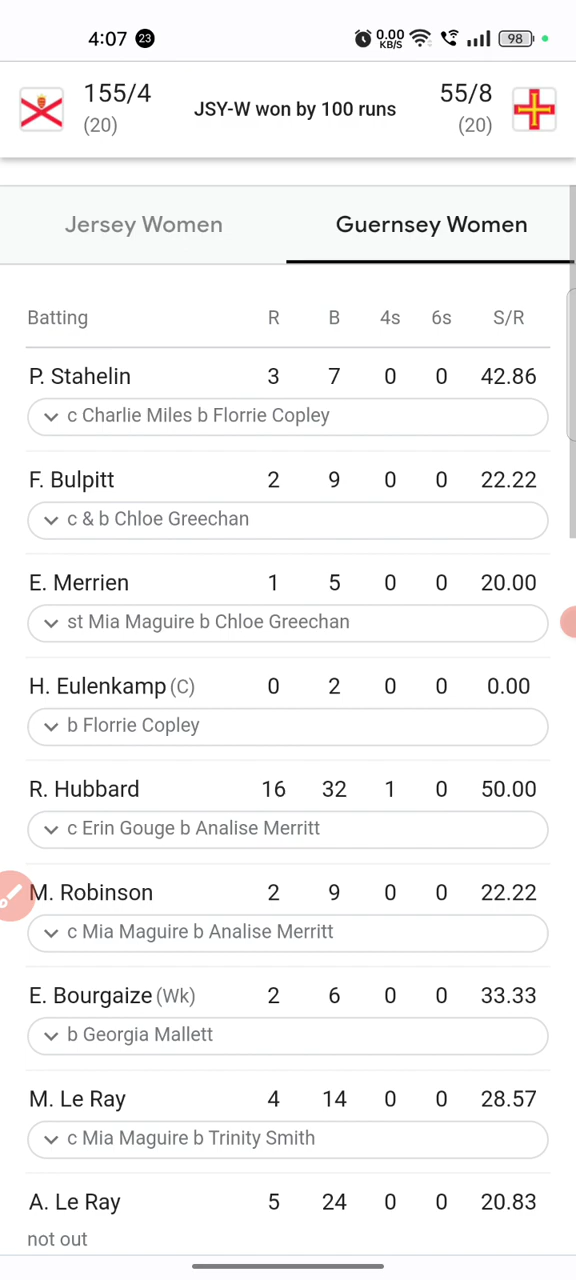 4:07 23 0.00 KB/S 98
155/4 JSY-W won by 100 runs 55/8
(20) (20)
Jersey Women Guernsey Women
Batting R B 4s 6s S/R
P. Stahelin 3 7 0 0 42.86
c Charlie Miles b Florrie Copley
F. Bulpitt 2 9 0 0 22.22
c & b Chloe Greechan
E. Merrien 1 5 0 0 20.00
st Mia Maguire b Chloe Greechan
H. Eulenkamp (C) 0 2 0 0 0.00
b Florrie Copley
R. Hubbard 16 32 1 0 50.00
c Erin Gouge b Analise Merritt
M. Robinson 2 9 0 0 22.22
c Mia Maguire b Analise Merritt
E. Bourgaize (Wk) 2 6 0 0 33.33
b Georgia Mallett
M. Le Ray 4 14 0 0 28.57
c Mia Maguire b Trinity Smith
A. Le Ray 5 24 0 0 20.83
not out